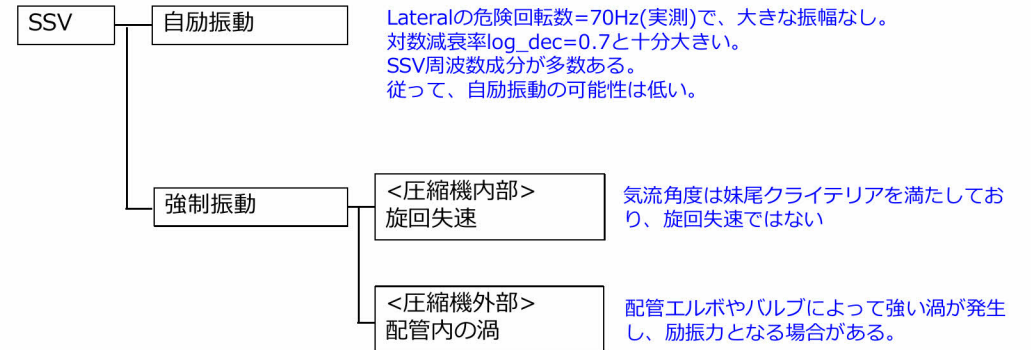 SSV
自励振動
Lateralの危険回転数=70Hz(実測)で、大きな振幅なし。
対数減衰率log_dec=0.7と十分大きい。
SSV周波数成分が多数ある。
従って、自励振動の可能性は低い。
強制振動
<圧縮機内部>
旋回失速
気流角度は妹尾クライテリアを満たしてお
り、旋回失速ではない
<圧縮機外部>
配管内の渦
配管エルボやバルブによって強い渦が発生
し、励振力となる場合がある。